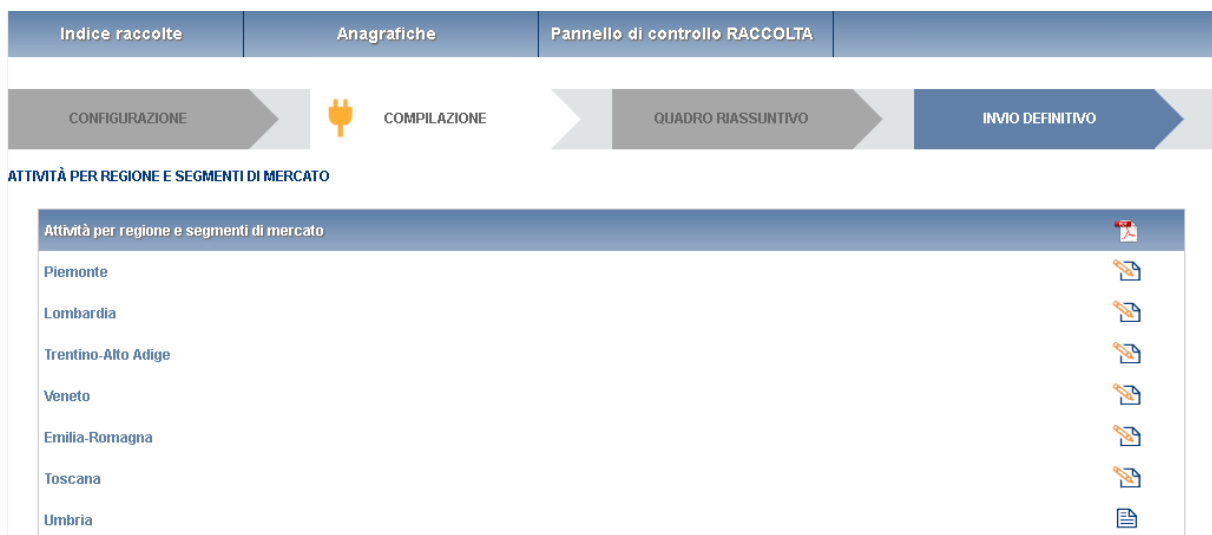 Indice raccolte Anagrafiche Pannello di controllo RACCOLTA
CONFIGURAZIONE COMPILAZIONE QUADRO RIASSUNTIVO INVIO DEFINITIVO
ATTIVITÀ PER REGIONE E SEGMENTI DI MERCATO
Attività per regione e segmenti di mercato
Piemonte
Lombardia
Trentino-Alto Adige
Veneto
Emilia-Romagna
Toscana
Umbria